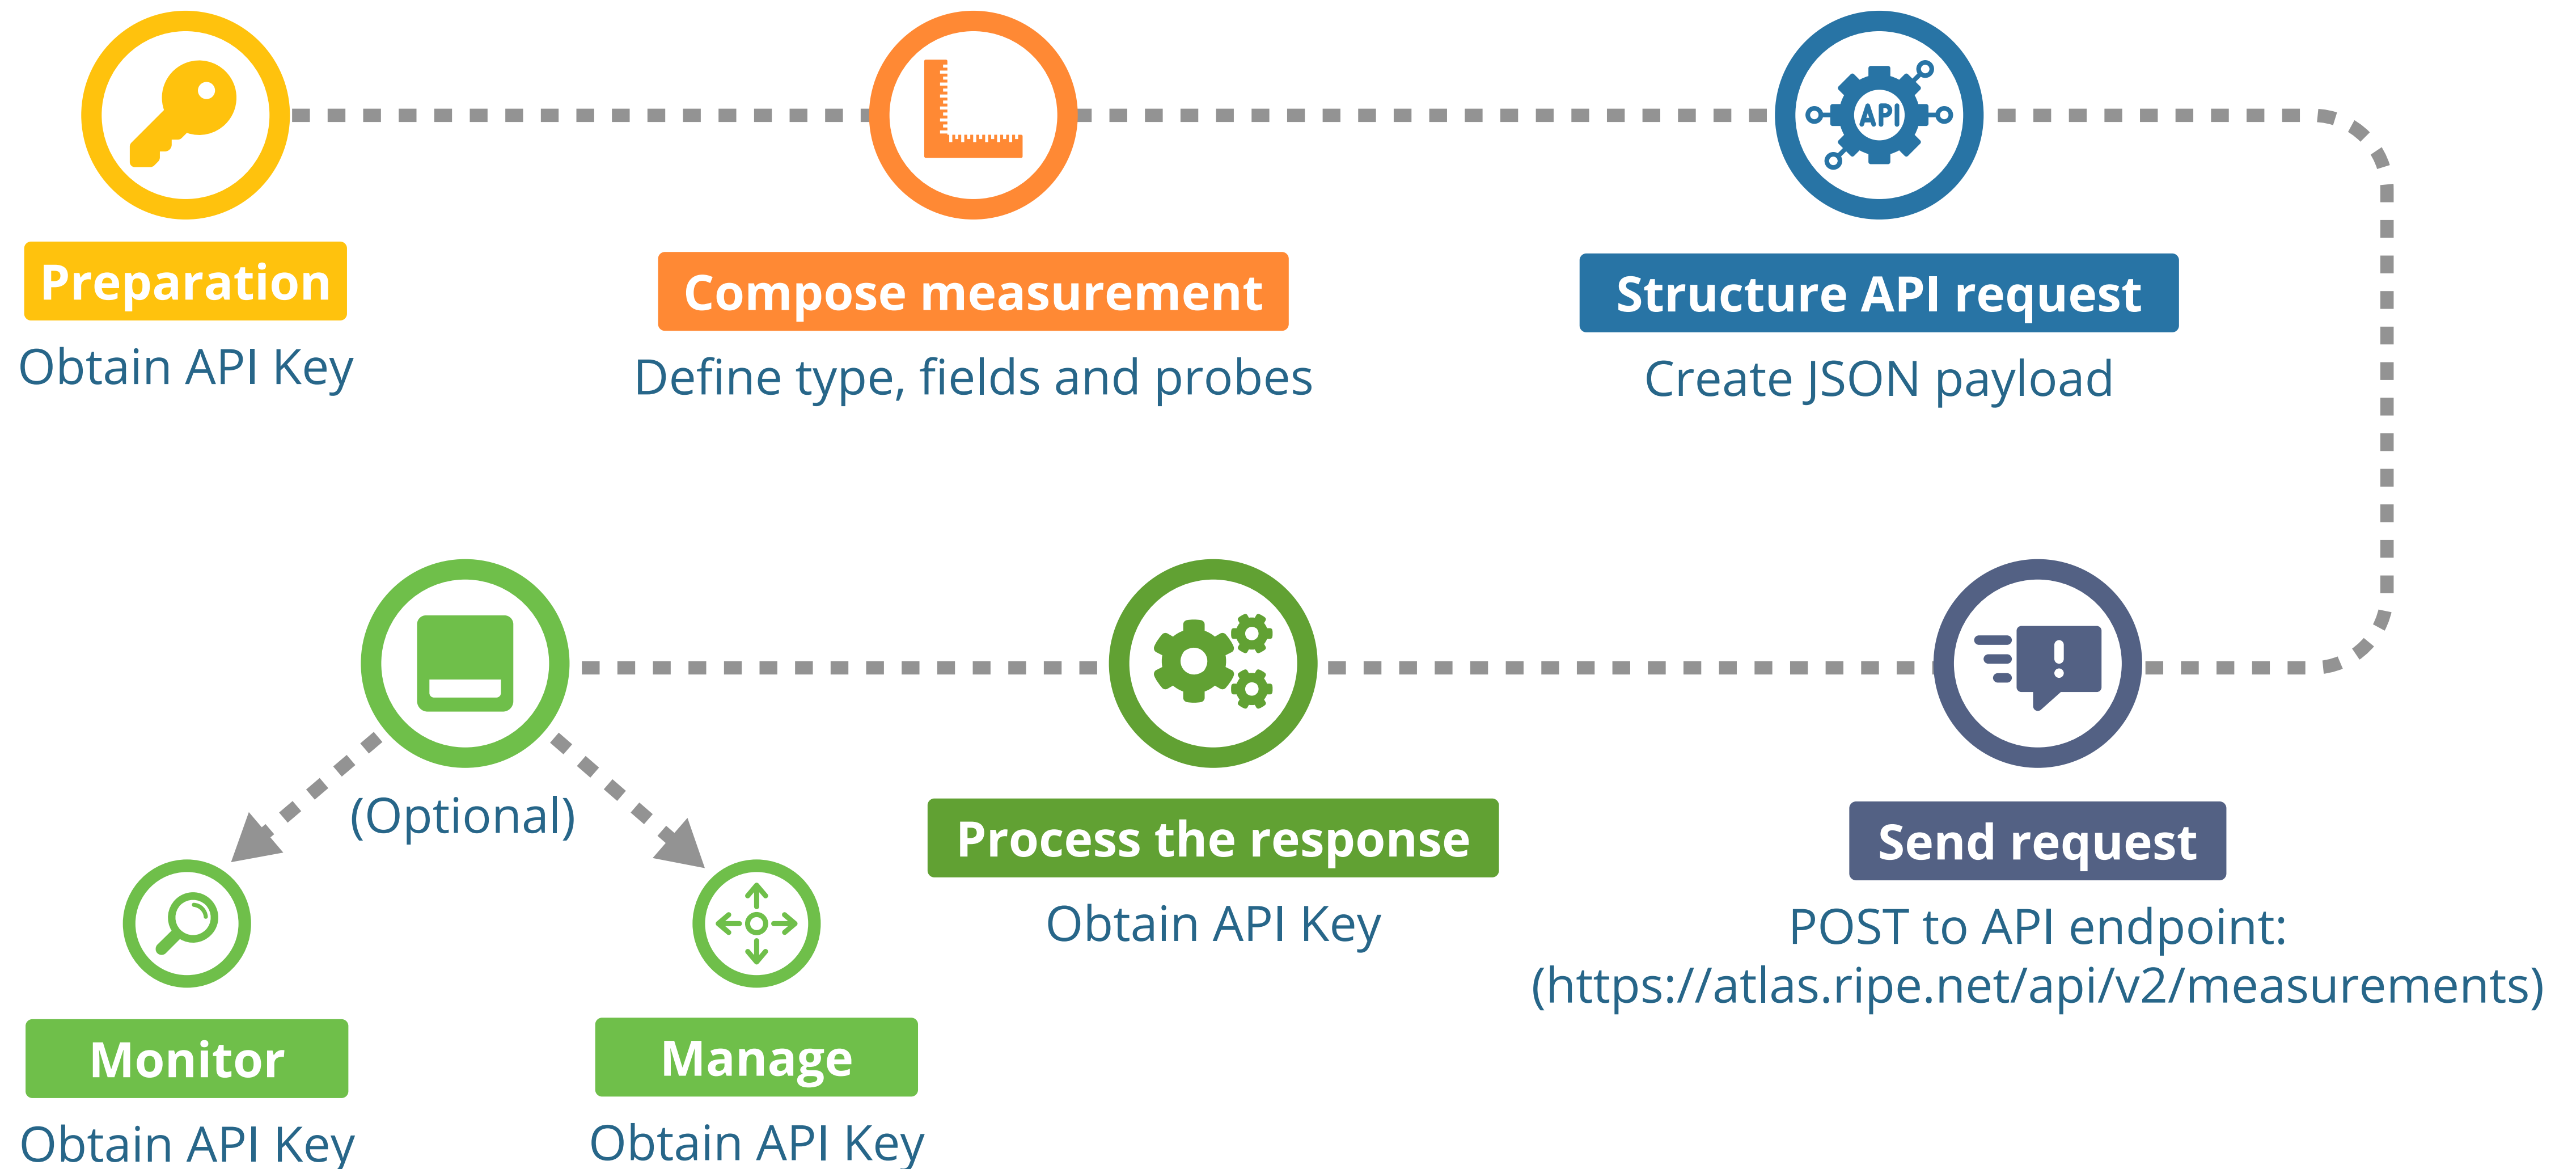 API
Preparation
Obtain API Key
Compose measurement
Define type, fields and probes
Structure API request
Create JSON payload
Send request
POST to API endpoint:
(https://atlas.ripe.net/api/v2/measurements)
Process the response
Obtain API Key
(Optional)
Monitor
Obtain API Key
Manage
Obtain API Key